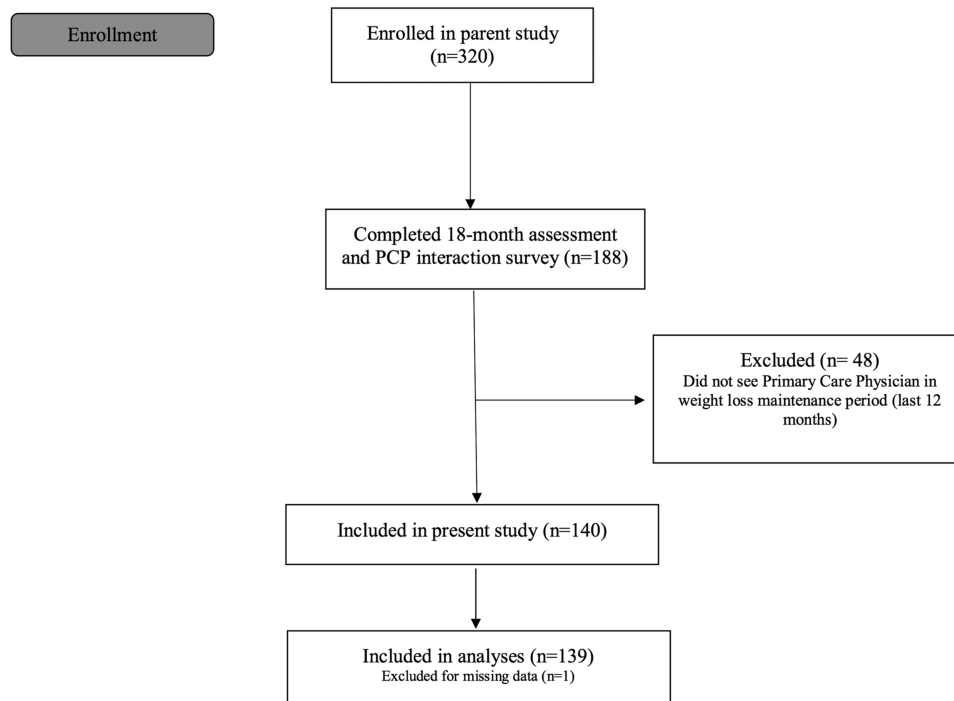 Enrollment
Enrolled in parent study
(n=320)
Completed 18-month assessment
and PCP interaction survey (n=188)
Excluded (n= 48)
Did not see Primary Care Physician in
weight loss maintenance period (last 12
months)
Included in present study (n=140)
Included in analyses (n=139)
Excluded for missing data (n=1)